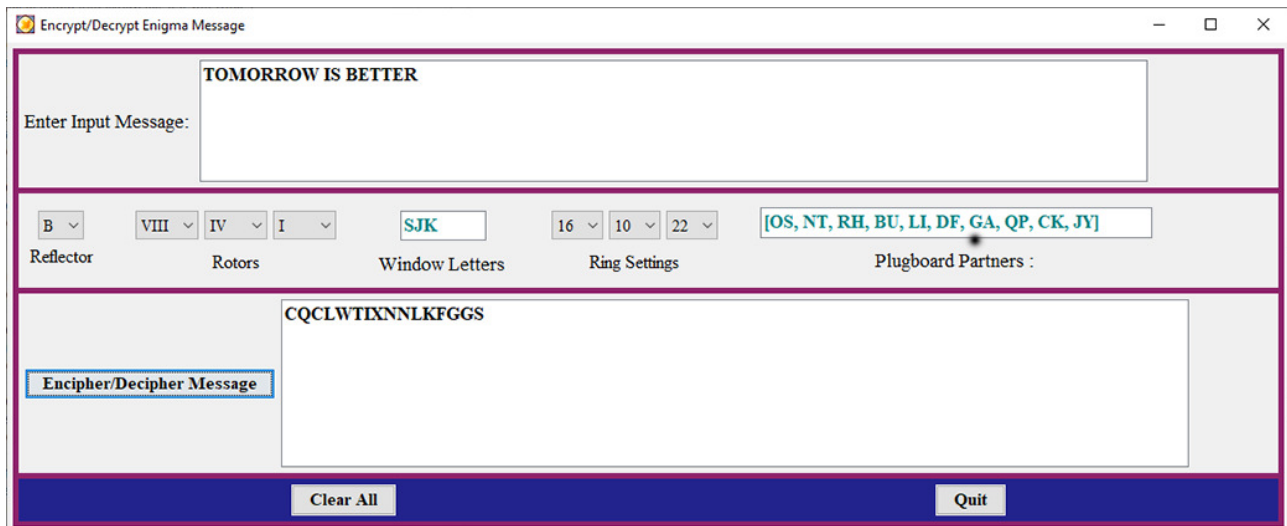 Encrypt/Decrypt Enigma Message
Enter Input Message:
TOMORROW IS BETTER
B VIII IV I SJK 16 10 22 [OS, NT, RH, BU, LI, DF, GA, QP, CK, JY]
Reflector Rotors Window Letters Ring Settings Plugboard Partners :
CQCLWTIXNNLKFGGS
Encipher/Decipher Message
Clear All Quit